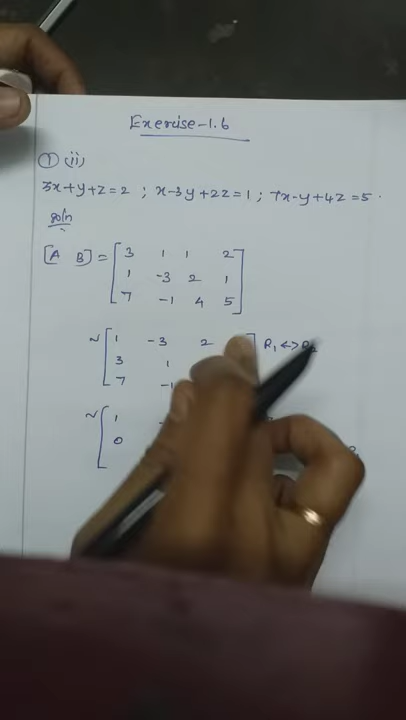 Exercise-1.6
1 (ii)
3x+y+z=2 ; x-3y+2z=1 ; 7x-y+4z=5.
Soln
[A B] = [3 1 1 2
1 -3 2 1
7 -1 4 5]
~ [1 -3 2 ] R₁ ↔ R₂
3 1
7 -1
~ [1
0